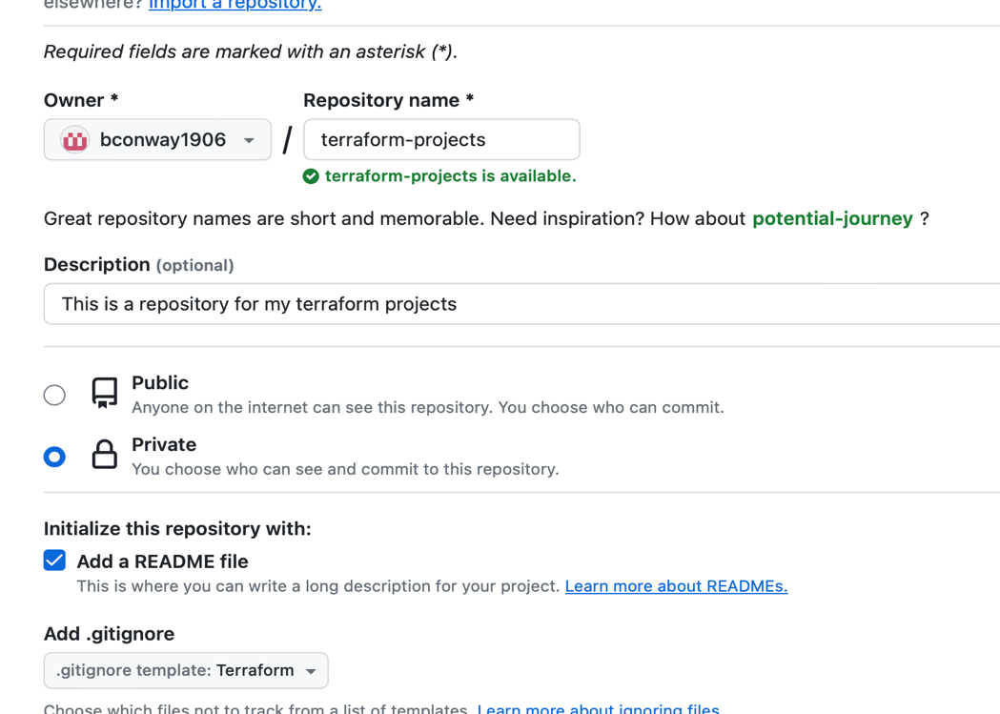 elsewhere? Import a repository.
Required fields are marked with an asterisk (*).
Owner * Repository name *
bconway1906 / terraform-projects
terraform-projects is available.
Great repository names are short and memorable. Need inspiration? How about potential-journey ?
Description (optional)
This is a repository for my terraform projects
Public
Anyone on the internet can see this repository. You choose who can commit.
Private
You choose who can see and commit to this repository.
Initialize this repository with:
Add a README file
This is where you can write a long description for your project. Learn more about READMEs.
Add .gitignore
.gitignore template: Terraform
Choose which files not to track from a list of templates. Learn more about ignoring files.